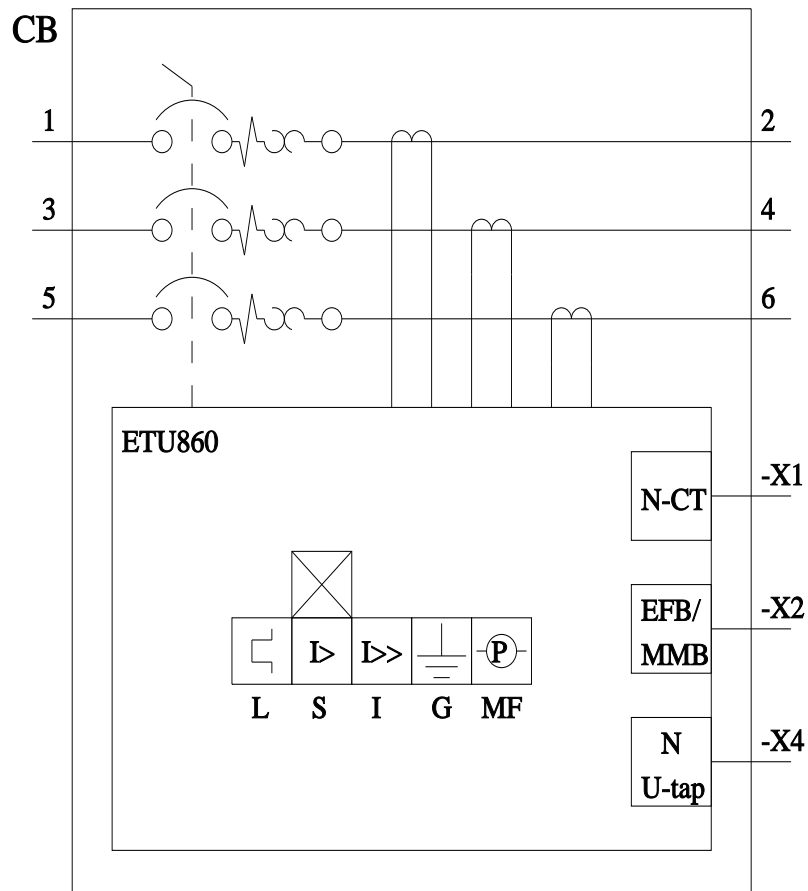 CB
1 2
3 4
5 6
ETU860
N-CT -X1
EFB/ -X2
MMB
I> I>> P
L S I G MF
N -X4
U-tap